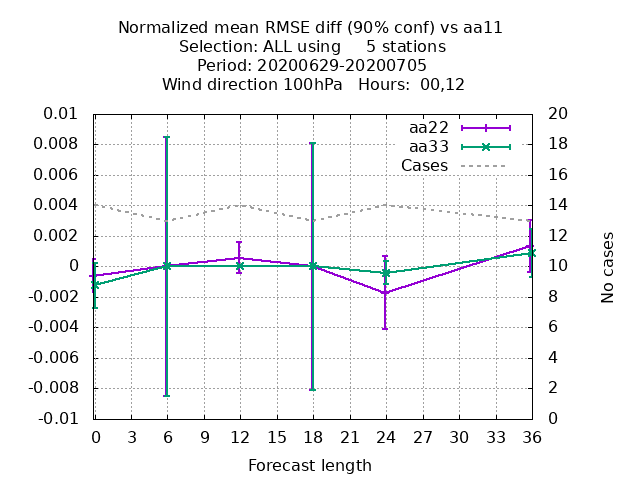 Normalized mean RMSE diff (90% conf) vs aa11
Selection: ALL using 5 stations
Period: 20200629-20200705
Wind direction 100hPa Hours: 00,12
0.01
0.008
0.006
0.004
0.002
0
-0.002
-0.004
-0.006
-0.008
-0.01
aa22
aa33
Cases
20
18
16
14
12
10
8
6
4
2
0
No cases
0 3 6 9 12 15 18 21 24 27 30 33 36
Forecast length